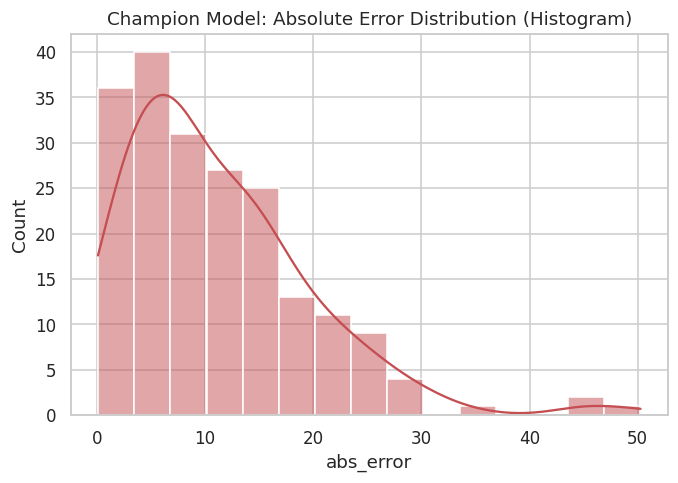 Champion Model: Absolute Error Distribution (Histogram)
40
35
30
25
20
15
10
5
0
Count
0 10 20 30 40 50
abs_error